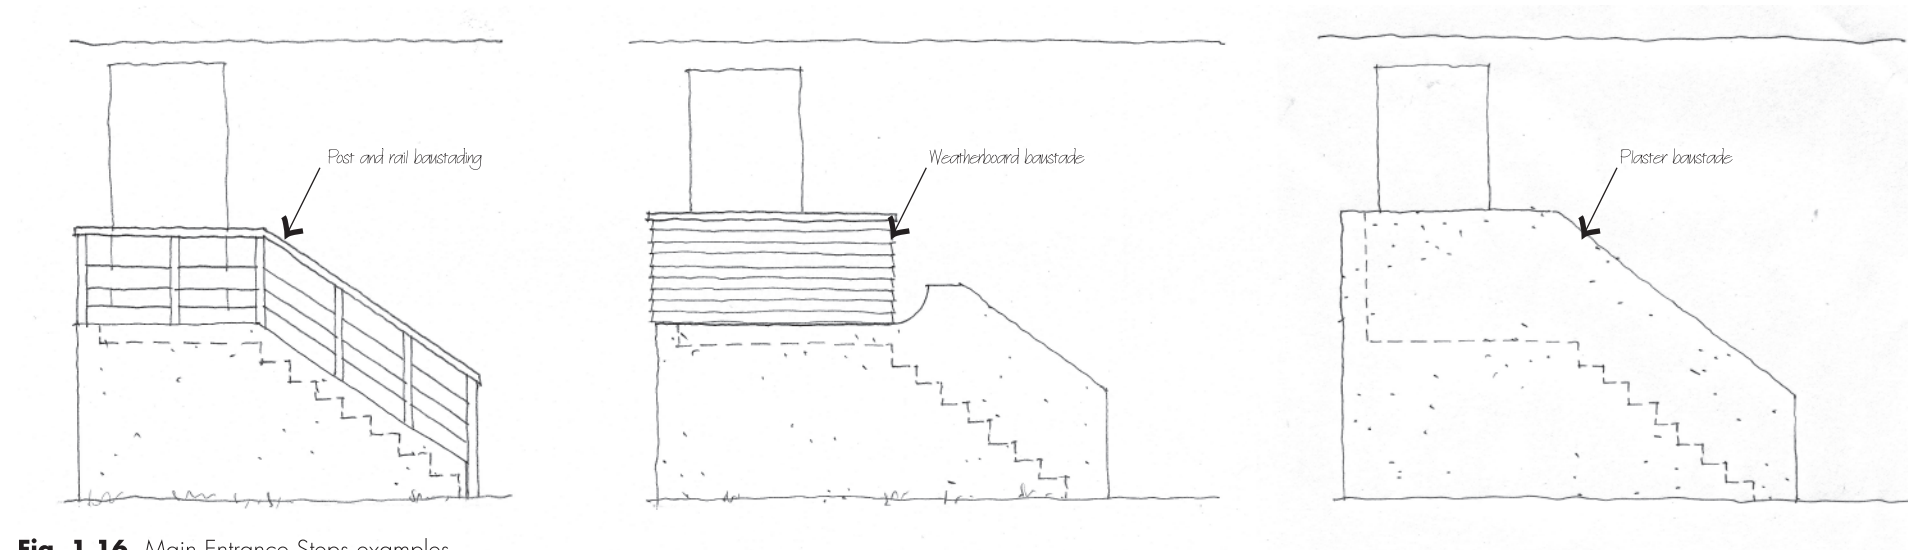 Post and rail baustading
Weatherboard baustade
Plaster baustade
Fig. 1.16 Main Entrance Steps examples